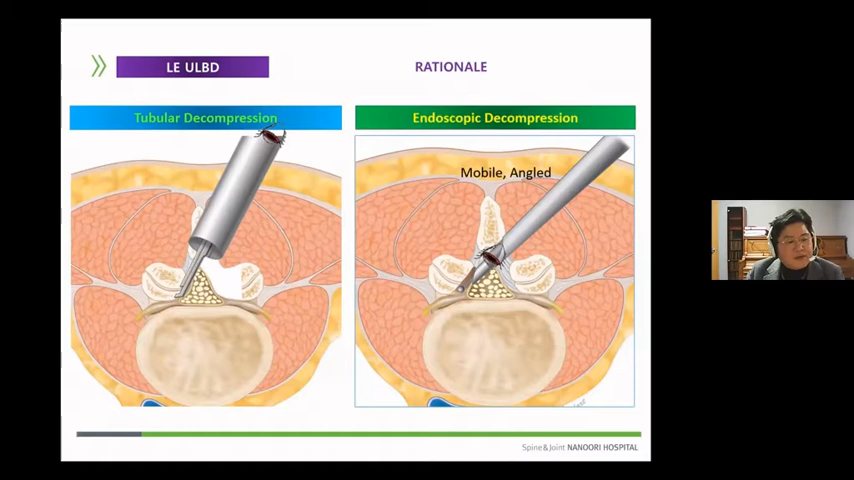 LE ULBD
RATIONALE
Tubular Decompression
Endoscopic Decompression
Mobile, Angled
Spine&Joint NANOORI HOSPITAL